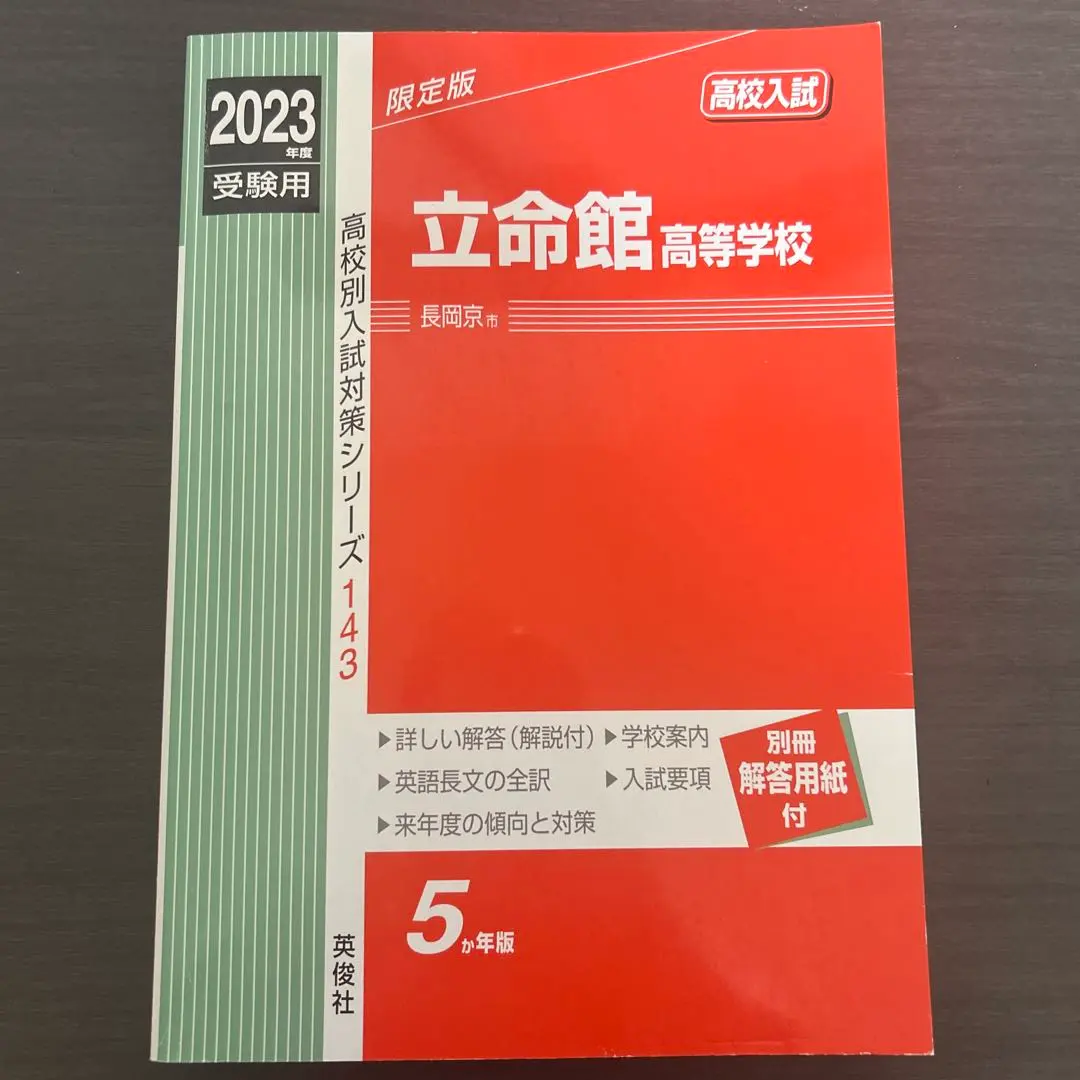 2023
年度
受験用
限定版
高校入試
立命館高等学校
長岡京市
高校別入試対策シリーズ143
▶詳しい解答(解説付)
▶学校案内
▶英語長文の全訳
▶入試要項
▶来年度の傾向と対策
別冊
解答用紙
付
5か年版
英俊社